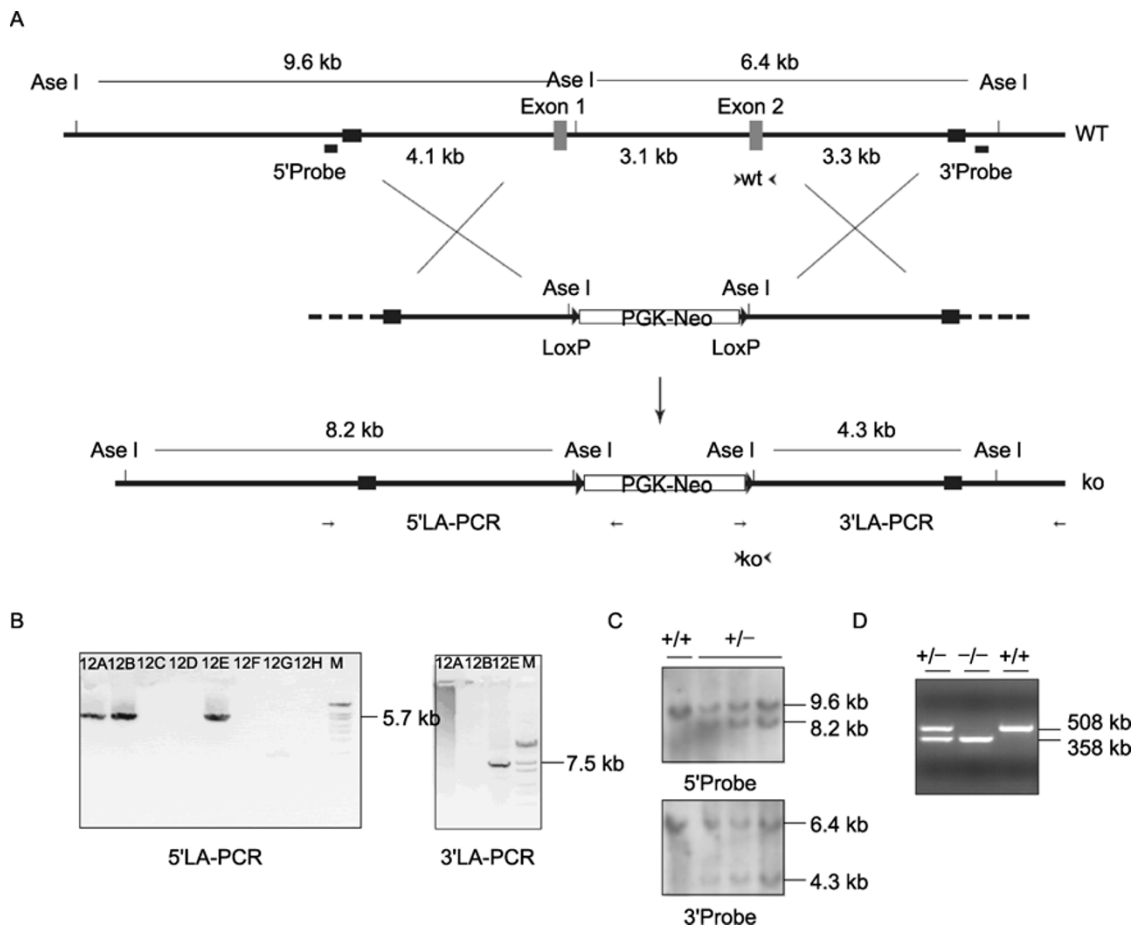 A
9.6 kb
6.4 kb
Ase I
Ase I
Ase I
Exon 1
Exon 2
WT
5'Probe
4.1 kb
3.1 kb
3.3 kb
3'Probe
wt
Ase I
Ase I
PGK-Neo
LoxP
LoxP
8.2 kb
4.3 kb
Ase I
Ase I
Ase I
Ase I
PGK-Neo
ko
5'LA-PCR
3'LA-PCR
ko
B
12A 12B 12C 12D 12E 12F 12G 12H M
5.7 kb
5'LA-PCR
12A 12B 12E M
7.5 kb
3'LA-PCR
C
+/+ +/−
9.6 kb
8.2 kb
5'Probe
6.4 kb
4.3 kb
3'Probe
D
+/− −/− +/+
508 kb
358 kb